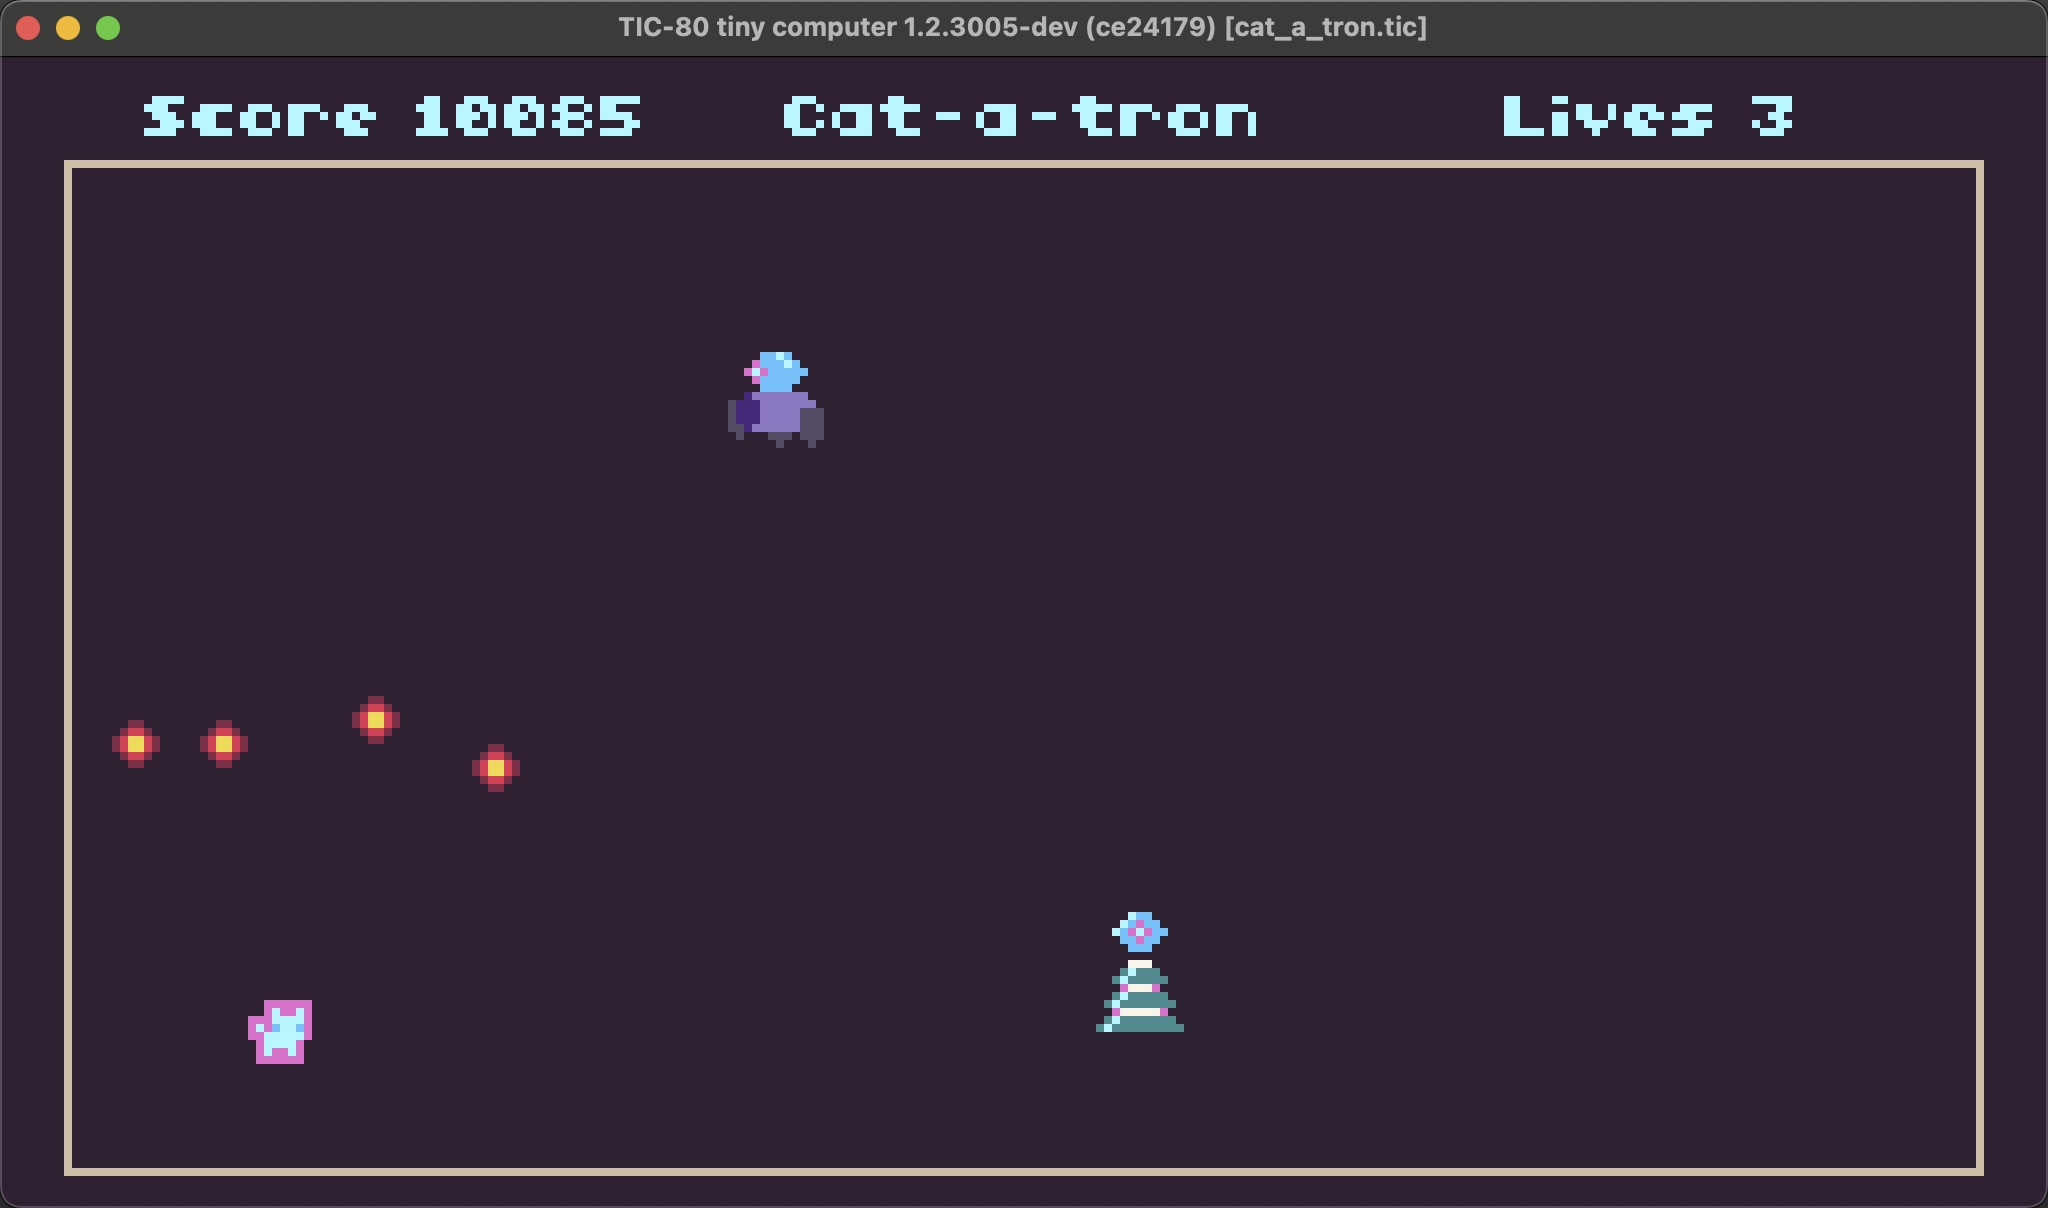 TIC-80 tiny computer 1.2.3005-dev (ce24179) [cat_a_tron.tic]
Score 10085 Cat-a-tron Lives 3